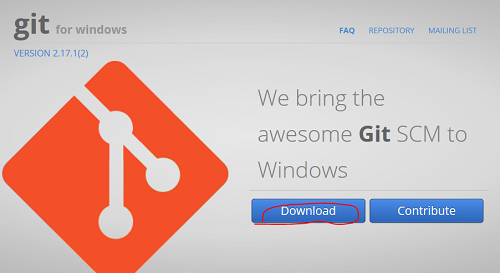 git for windows
FAQ REPOSITORY MAILING LIST
VERSION 2.17.1(2)
We bring the
awesome Git SCM to
Windows
Download Contribute